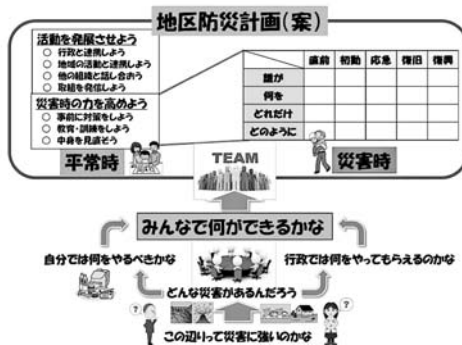 地区防災計画(案)
活動を発展させよう
○ 行政と連携しよう
○ 地域の活動と連携しよう
○ 他の組織と話し合おう
○ 取組を発信しよう
災害時の力を高めよう
○ 事前に対策をしよう
○ 教育・訓練をしよう
○ 中身を見直そう
平常時
直前 初動 応急 復旧 復興
誰が
何を
どれだけ
どのように
災害時
TEAM
みんなで何ができるかな
自分では何をやるべきかな
行政では何をやってもらえるのかな
どんな災害があるんだろう
?
?
この辺りって災害に強いのかな